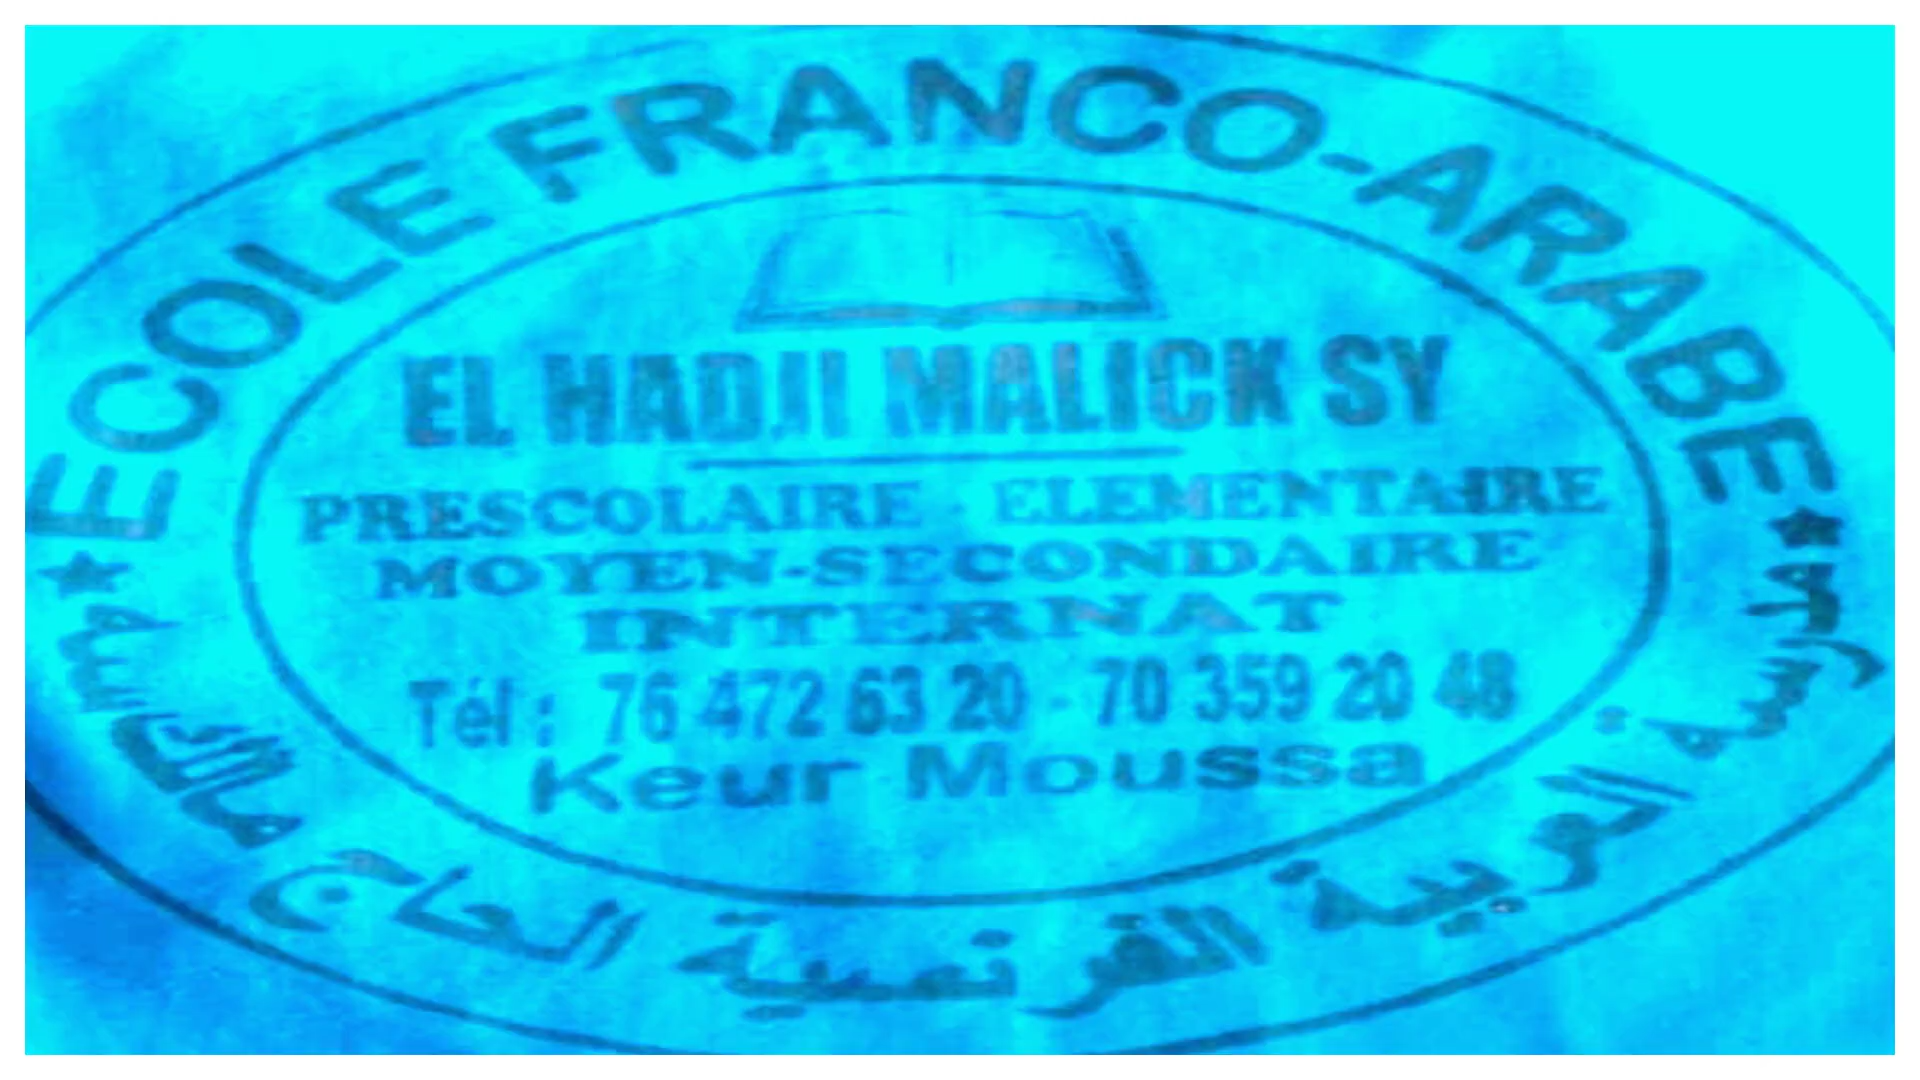 ECOLE FRANCO-ARABE
EL HADJI MALICK SY
PRESCOLAIRE - ELEMENTAIRE
MOYEN-SECONDAIRE
INTERNAT
Tél : 76 472 63 20 - 70 359 20 48
Keur Moussa
العربية الفرنسية الحاج مالك